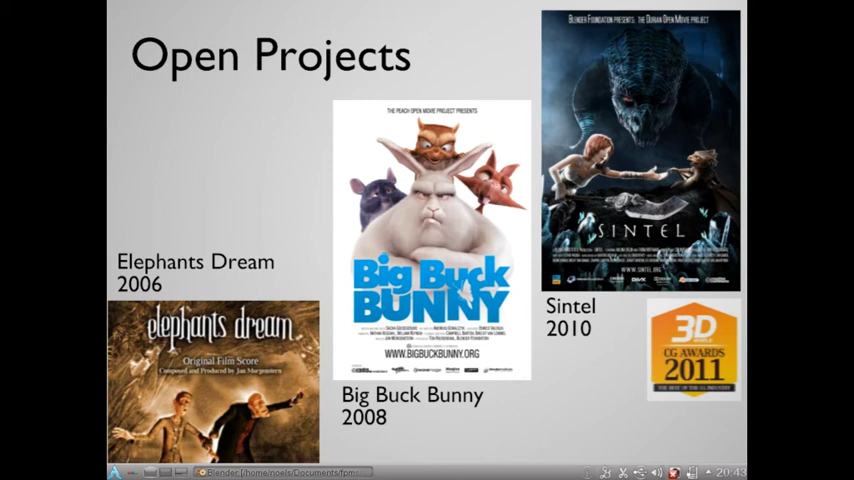 Open Projects
Elephants Dream
2006
elephants dream
Original Film Score
Composed and Produced by Jan Morgenstern
THE PEACH OPEN MOVIE PROJECT PRESENTS
Big Buck
BUNNY
WWW.BIGBUCKBUNNY.ORG
Big Buck Bunny
2008
BLENDER FOUNDATION PRESENTS: THE DURIAN OPEN MOVIE PROJECT
SINTEL
WWW.SINTEL.ORG
Sintel
2010
3D
WORLD
CG AWARDS
2011
Blender [/home/noels/Documents/fpms
20:43